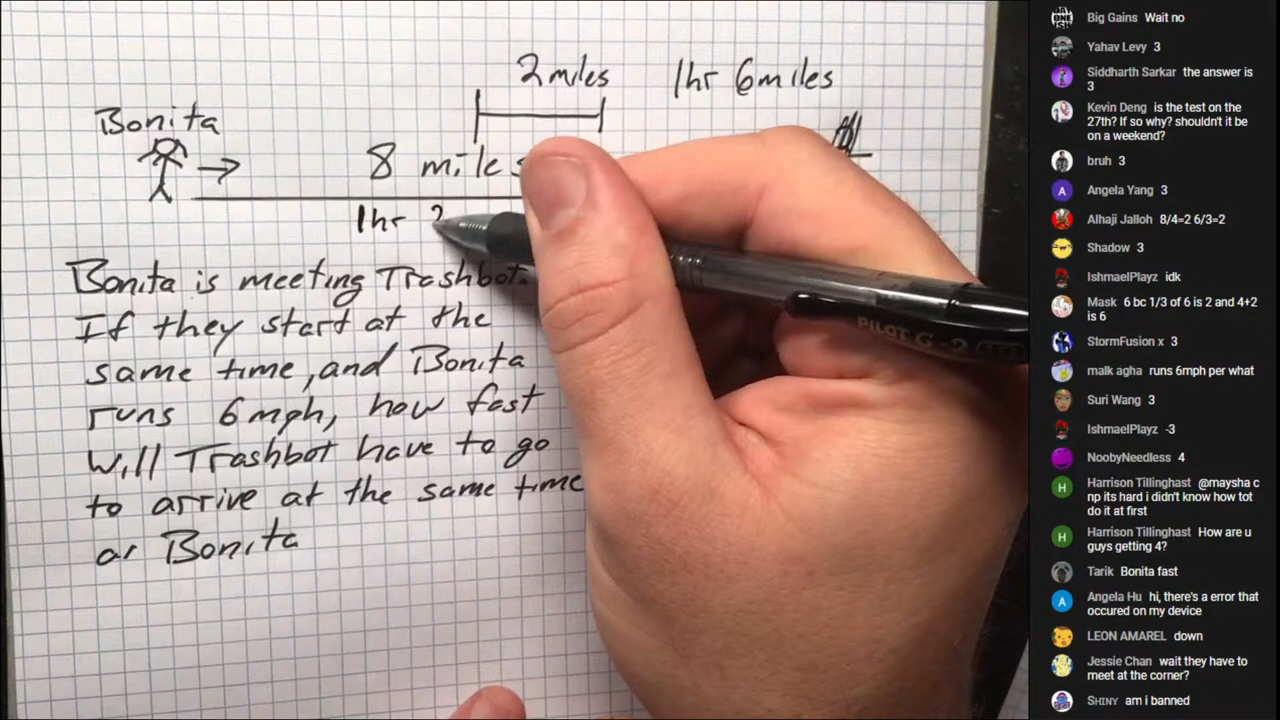 2 miles 1hr 6miles
Bonita
8 miles
1hr 2
Bonita is meeting Trashbot.
If they start at the
same time, and Bonita
runs 6mph, how fast
will Trashbot have to go
to arrive at the same time
as Bonita
PILOT G-2
Big Gains Wait no
Yahav Levy 3
Siddharth Sarkar the answer is
3
Kevin Deng is the test on the
27th? If so why? shouldn't it be
on a weekend?
bruh 3
A Angela Yang 3
Alhaji Jalloh 8/4=2 6/3=2
Shadow 3
IshmaelPlayz idk
Mask 6 bc 1/3 of 6 is 2 and 4+2
is 6
StormFusion x 3
malk agha runs 6mph per what
Suri Wang 3
IshmaelPlayz -3
NoobyNeedless 4
H Harrison Tillinghast @maysha c
np its hard i didn't know how tot
do it at first
H Harrison Tillinghast How are u
guys getting 4?
Tarik Bonita fast
A Angela Hu hi, there's a error that
occured on my device
LEON AMAREL down
Jessie Chan wait they have to
meet at the corner?
SHINY am i banned